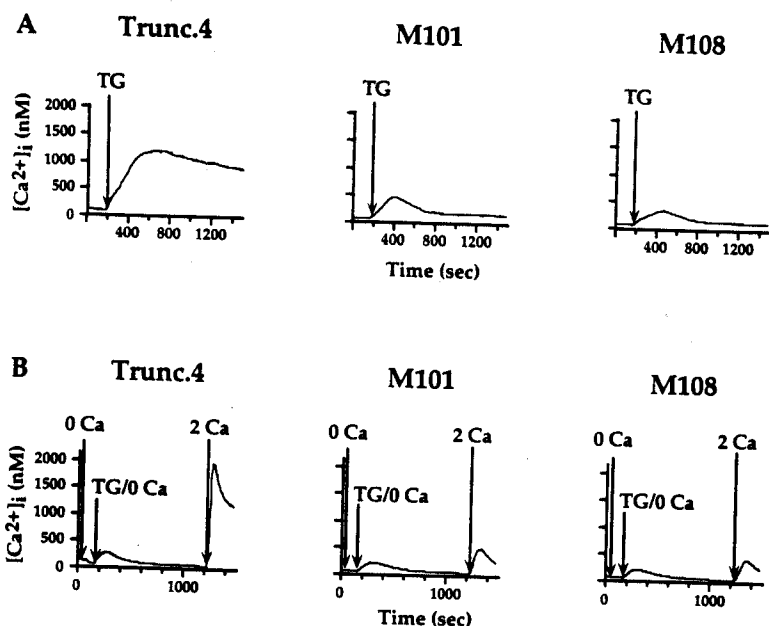 A
Trunc.4
M101
M108
TG
TG
TG
[Ca2+]i (nM)
2000
1500
1000
500
0
400 800 1200
400 800 1200
400 800 1200
Time (sec)
B
Trunc.4
M101
M108
0 Ca
2 Ca
0 Ca
2 Ca
0 Ca
2 Ca
TG/0 Ca
TG/0 Ca
TG/0 Ca
[Ca2+]i (nM)
2000
1500
1000
500
0
0 1000
0 1000
0 1000
Time (sec)